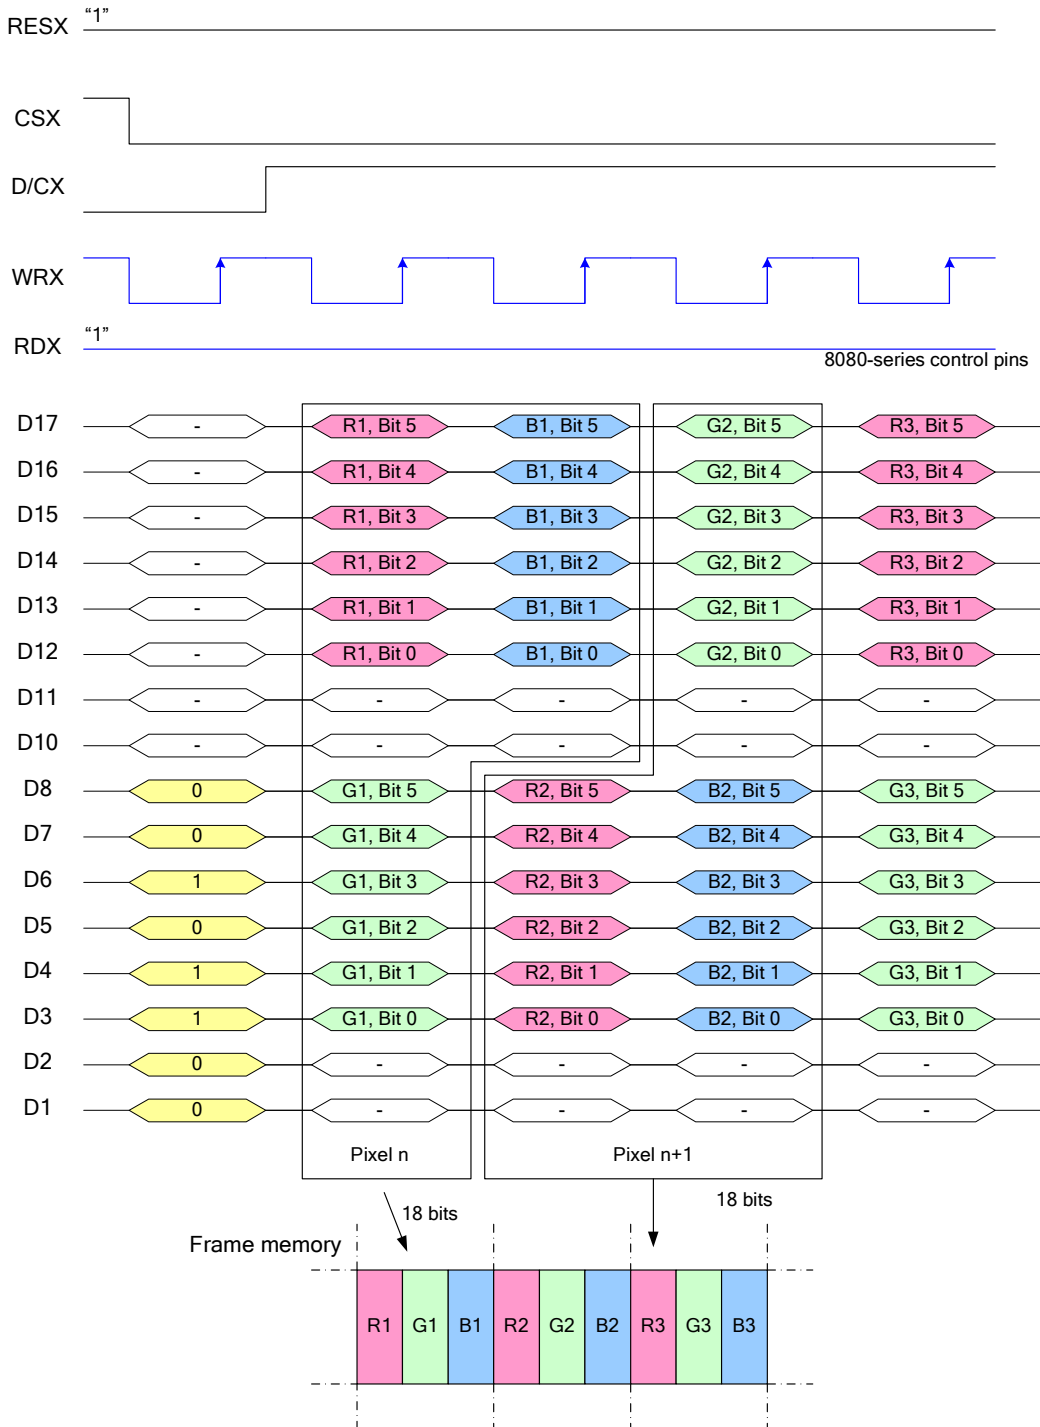 RESX “1”
CSX
D/CX
WRX
RDX “1”
8080-series control pins
D17 - R1, Bit 5 B1, Bit 5 G2, Bit 5 R3, Bit 5
D16 - R1, Bit 4 B1, Bit 4 G2, Bit 4 R3, Bit 4
D15 - R1, Bit 3 B1, Bit 3 G2, Bit 3 R3, Bit 3
D14 - R1, Bit 2 B1, Bit 2 G2, Bit 2 R3, Bit 2
D13 - R1, Bit 1 B1, Bit 1 G2, Bit 1 R3, Bit 1
D12 - R1, Bit 0 B1, Bit 0 G2, Bit 0 R3, Bit 0
D11 - - - - -
D10 - - - - -
D8 0 G1, Bit 5 R2, Bit 5 B2, Bit 5 G3, Bit 5
D7 0 G1, Bit 4 R2, Bit 4 B2, Bit 4 G3, Bit 4
D6 1 G1, Bit 3 R2, Bit 3 B2, Bit 3 G3, Bit 3
D5 0 G1, Bit 2 R2, Bit 2 B2, Bit 2 G3, Bit 2
D4 1 G1, Bit 1 R2, Bit 1 B2, Bit 1 G3, Bit 1
D3 1 G1, Bit 0 R2, Bit 0 B2, Bit 0 G3, Bit 0
D2 0 - - - -
D1 0 - - - -
Pixel n Pixel n+1
18 bits 18 bits
Frame memory
R1 G1 B1 R2 G2 B2 R3 G3 B3